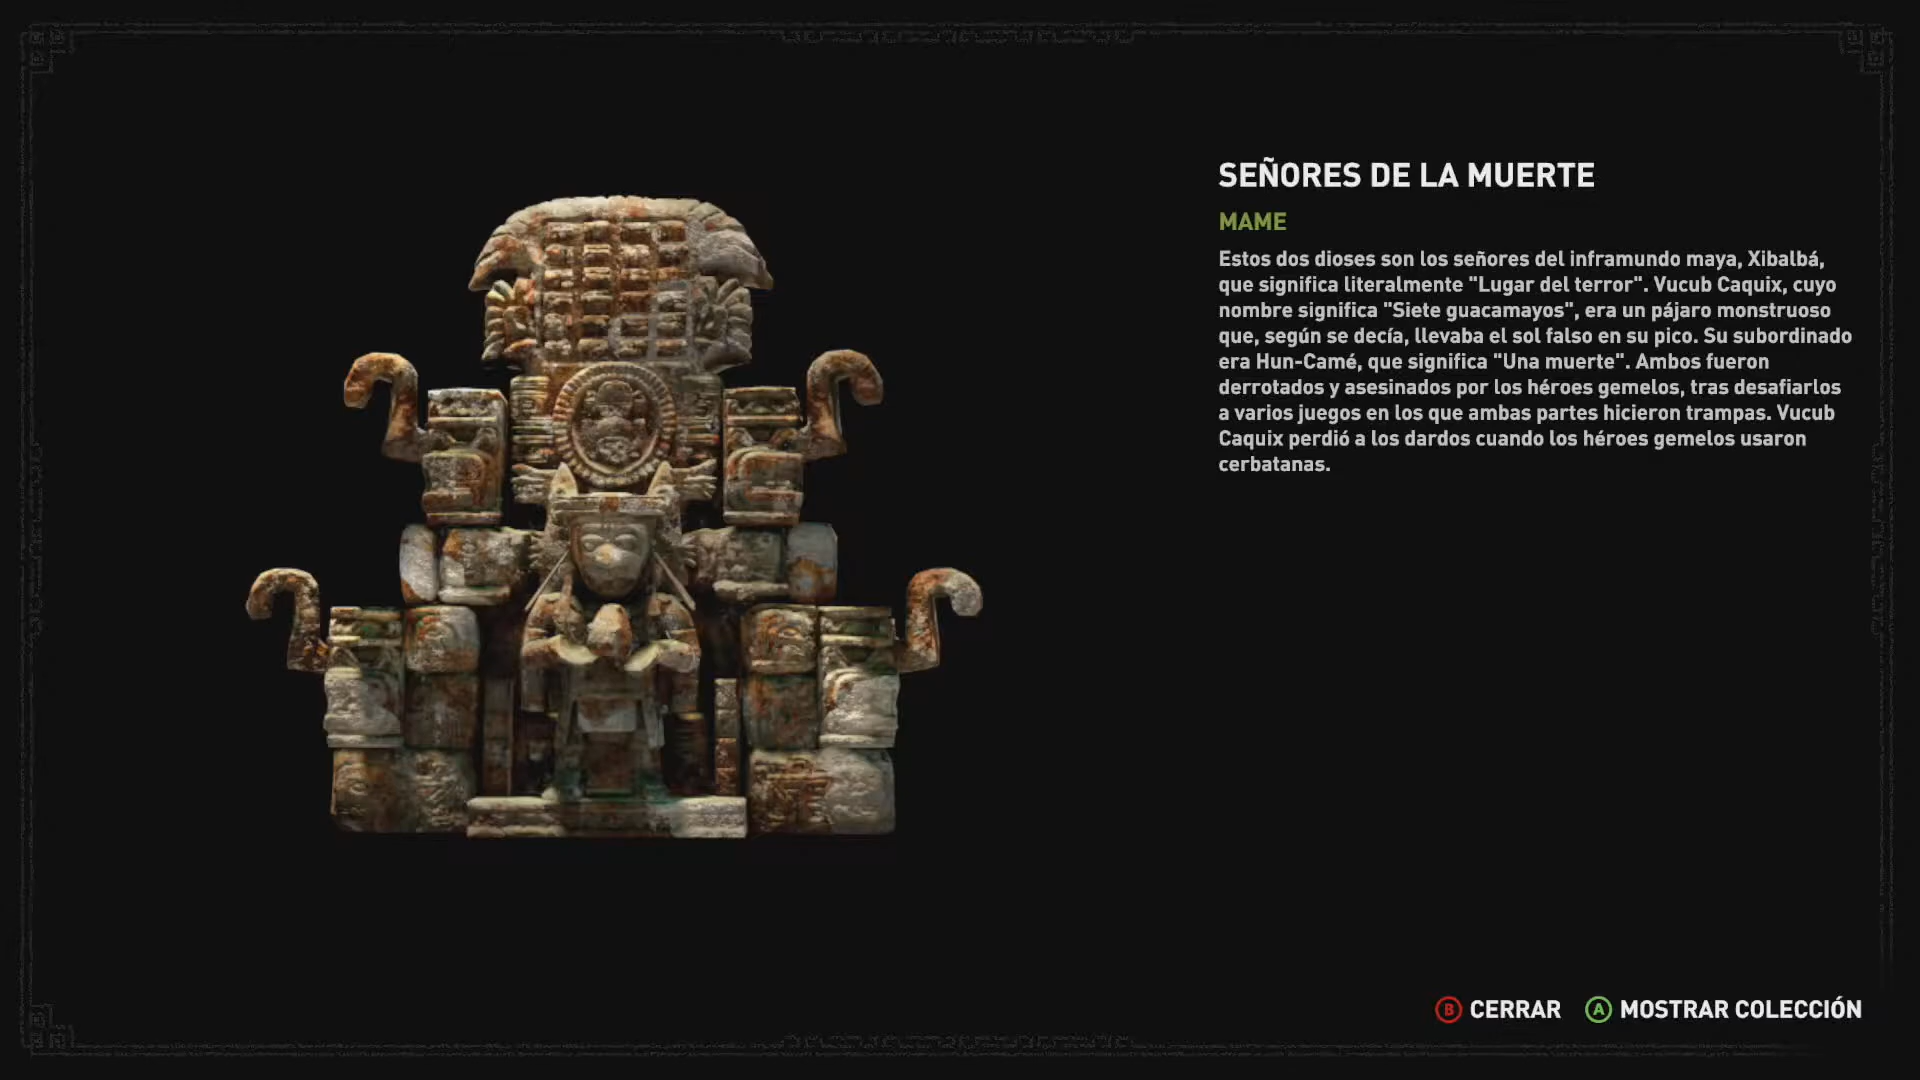 SEÑORES DE LA MUERTE
MAME
Estos dos dioses son los señores del inframundo maya, Xibalbá,
que significa literalmente "Lugar del terror". Vucub Caquix, cuyo
nombre significa "Siete guacamayos", era un pájaro monstruoso
que, según se decía, llevaba el sol falso en su pico. Su subordinado
era Hun-Camé, que significa "Una muerte". Ambos fueron
derrotados y asesinados por los héroes gemelos, tras desafiarlos
a varios juegos en los que ambas partes hicieron trampas. Vucub
Caquix perdió a los dardos cuando los héroes gemelos usaron
cerbatanas.
B CERRAR A MOSTRAR COLECCIÓN